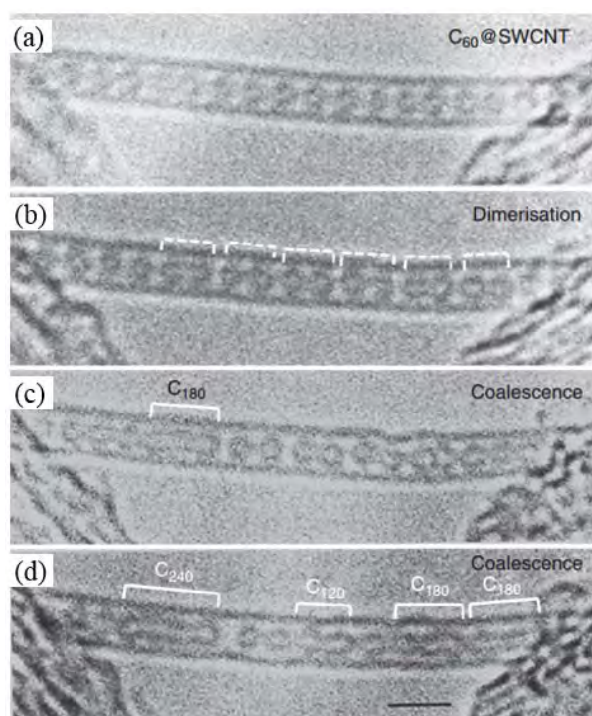 (a)
C₆₀@SWCNT
(b)
Dimerisation
(c)
C₁₈₀
Coalescence
(d)
Coalescence
C₂₄₀ C₁₂₀ C₁₈₀ C₁₈₀